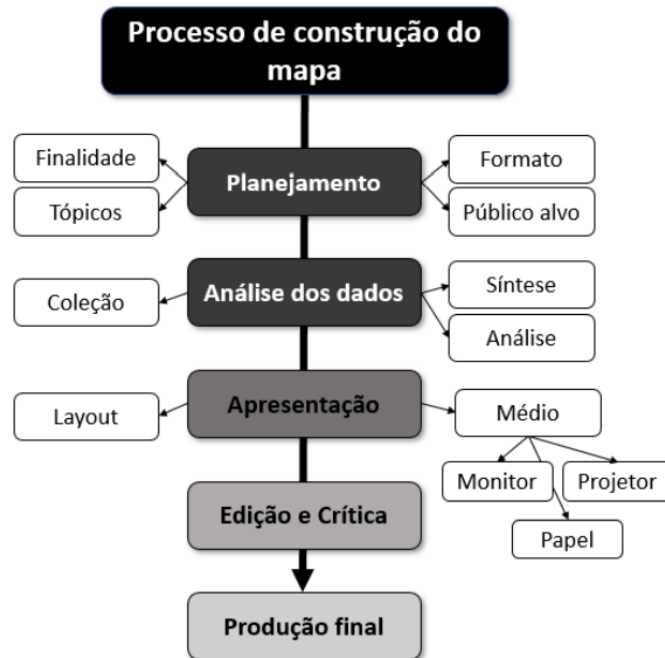 Processo de construção do
mapa
Finalidade
Formato
Planejamento
Tópicos
Público alvo
Síntese
Análise dos dados
Coleção
Análise
Apresentação
Médio
Layout
Monitor
Projetor
Edição e Crítica
Papel
Produção final